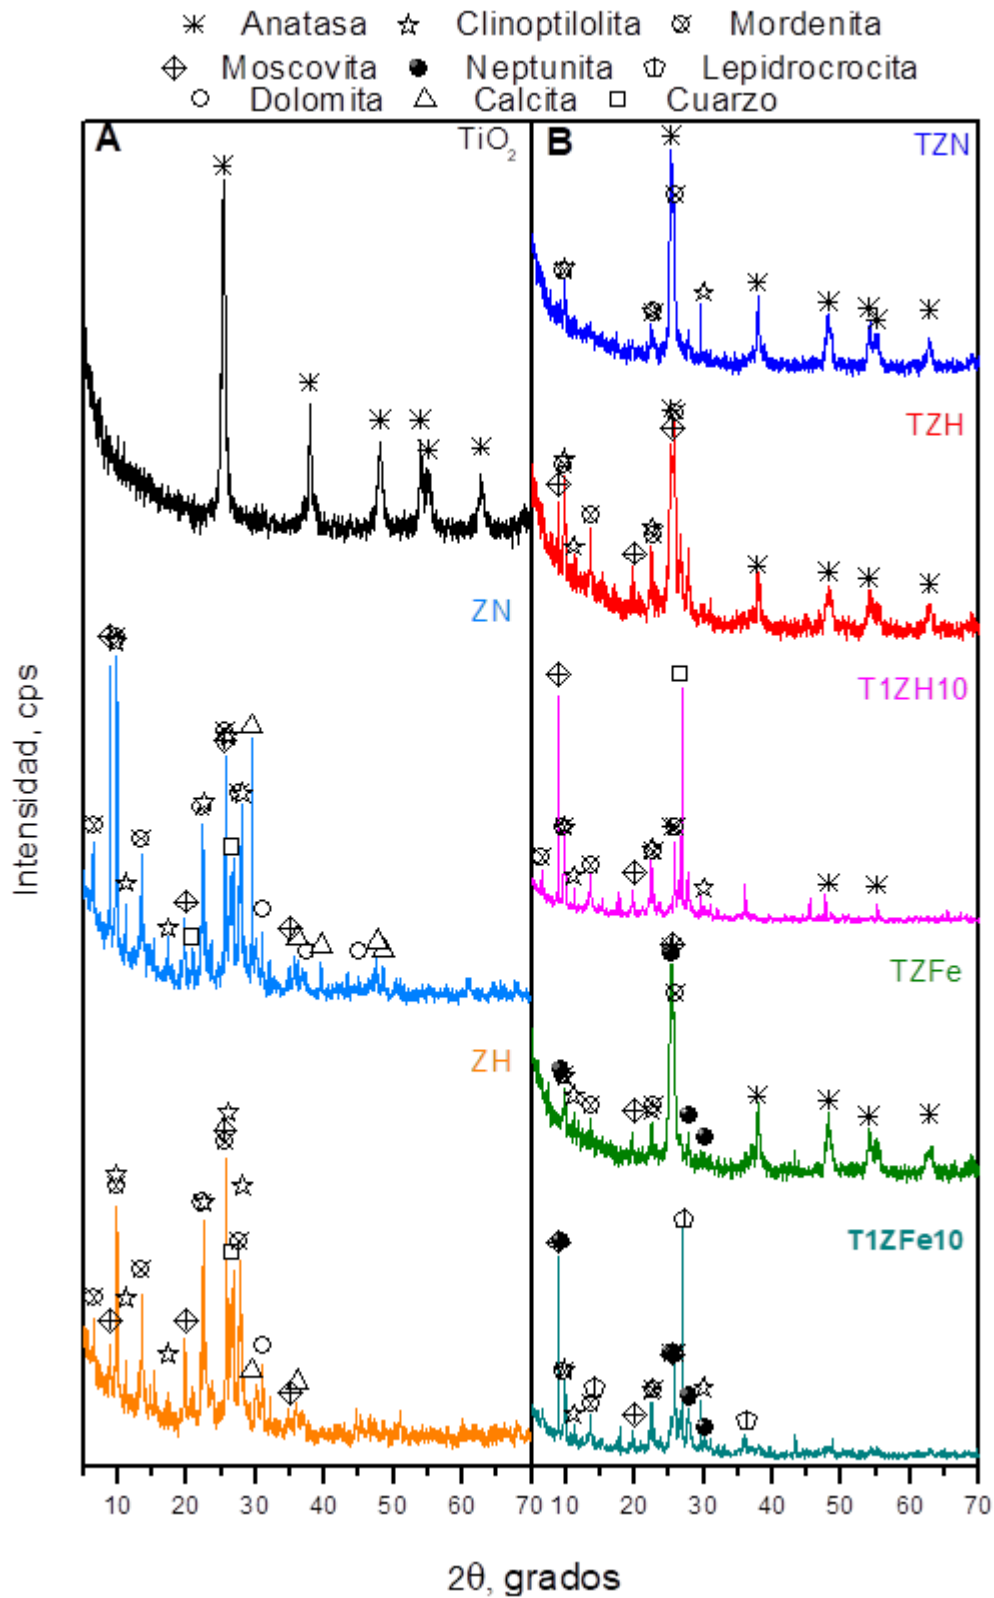 Anatasa Clinoptilolita Mordenita
Moscovita Neptunita Lepidrocrocita
Dolomita Calcita Cuarzo
A
TiO2
ZN
ZH
B
TZN
TZH
T1ZH10
TZFe
T1ZFe10
Intensidad, cps
10 20 30 40 50 60 70 10 20 30 40 50 60 70
2θ, grados